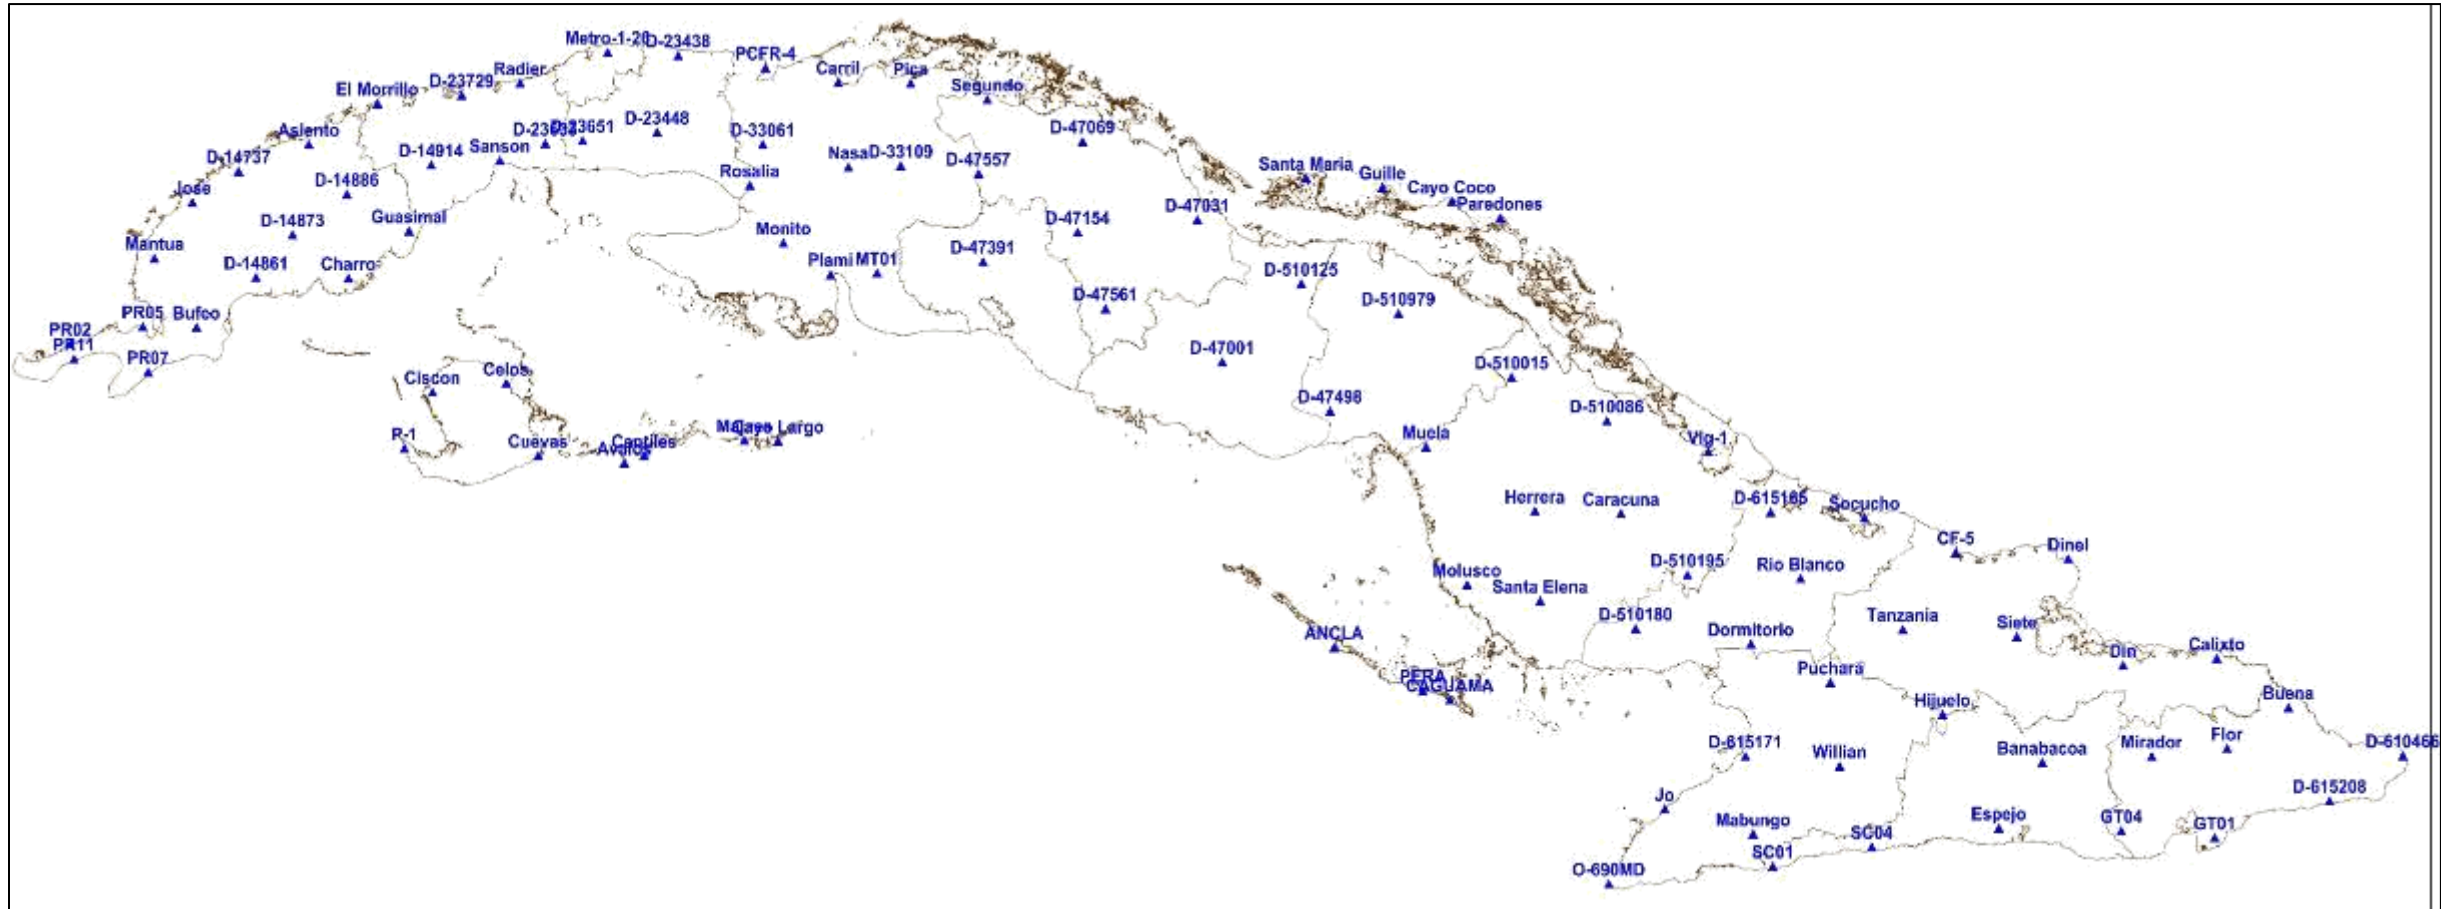 Metro-1-20
D-23438
PCFR-4
Radier
Carril
Pica
D-23729
El Morrillo
Segundo
Asiento
D-23651
D-23448
D-33061
D-47069
D-14737
D-14914
Sanson
Nasa
D-33109
D-47557
Santa Maria
Guille
Jose
D-14886
Rosalia
Cayo Coco
Paredones
D-14873
Guasimal
D-47154
D-47031
Mantua
Monito
D-47391
D-14861
Charro
Plami
MT01
D-510125
D-47561
D-510979
PR05
Bufeo
PR02
PR11
PR07
D-47001
D-510015
Ciscon
Celos
D-47498
D-510086
R-1
Cuevas
Avalos
Cayo Largo
Muela
Vig-1
Herrera
Caracuna
D-615165
Socucho
CF-5
Dinel
Molusco
Santa Elena
D-510195
Rio Blanco
D-510180
ANCLA
Dormitorio
Tanzania
Siete
Calixto
Din
PERA
CAGUAMA
Puchara
Hijuelo
Buena
D-615171
Willian
Banabacoa
Mirador
Flor
D-610466
Jo
Mabungo
SC04
Espejo
GT04
GT01
D-615208
SC01
O-690MD